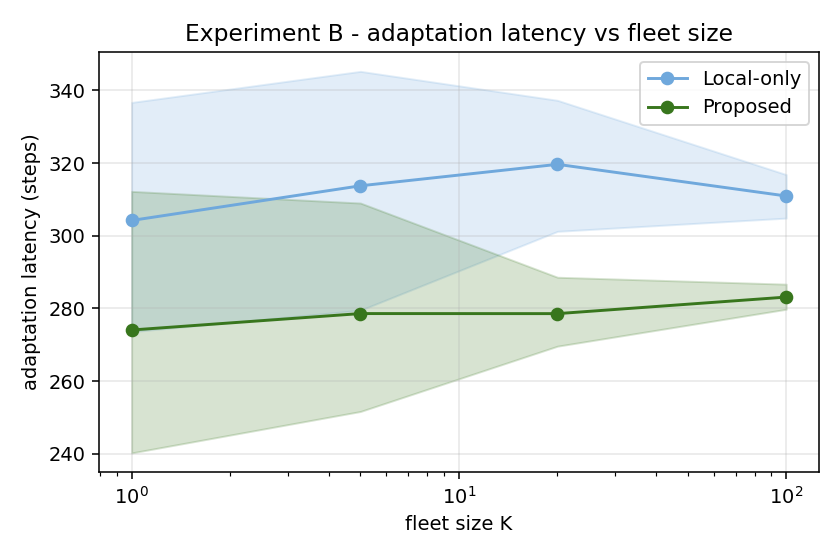 Experiment B - adaptation latency vs fleet size
adaptation latency (steps)
340
320
300
280
260
240
Local-only
Proposed
10⁰ 10¹ 10²
fleet size K